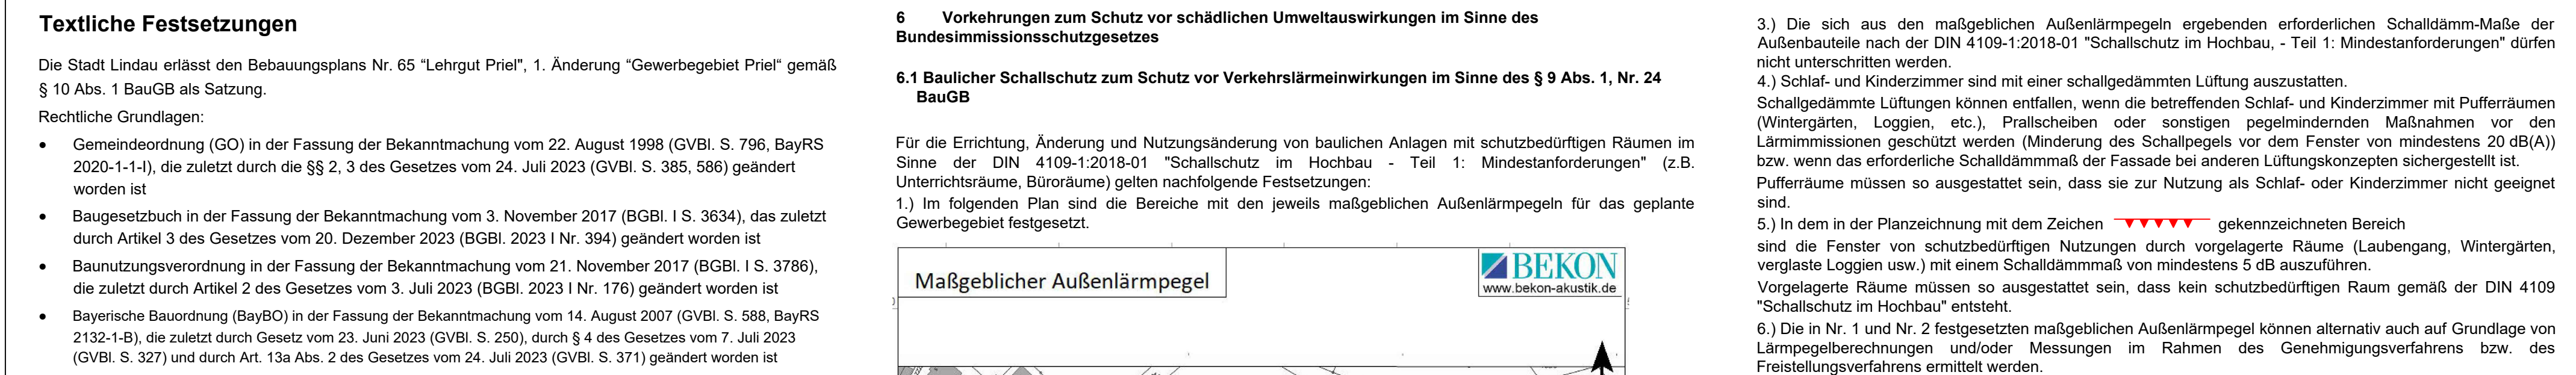 Textliche Festsetzungen
Die Stadt Lindau erlässt den Bebauungsplans Nr. 65 “Lehrgut Priel", 1. Änderung “Gewerbegebiet Priel“ gemäß
§ 10 Abs. 1 BauGB als Satzung.
Rechtliche Grundlagen:
• Gemeindeordnung (GO) in der Fassung der Bekanntmachung vom 22. August 1998 (GVBl. S. 796, BayRS
2020-1-1-I), die zuletzt durch die §§ 2, 3 des Gesetzes vom 24. Juli 2023 (GVBl. S. 385, 586) geändert
worden ist
• Baugesetzbuch in der Fassung der Bekanntmachung vom 3. November 2017 (BGBl. I S. 3634), das zuletzt
durch Artikel 3 des Gesetzes vom 20. Dezember 2023 (BGBl. 2023 I Nr. 394) geändert worden ist
• Baunutzungsverordnung in der Fassung der Bekanntmachung vom 21. November 2017 (BGBl. I S. 3786),
die zuletzt durch Artikel 2 des Gesetzes vom 3. Juli 2023 (BGBl. 2023 I Nr. 176) geändert worden ist
• Bayerische Bauordnung (BayBO) in der Fassung der Bekanntmachung vom 14. August 2007 (GVBl. S. 588, BayRS
2132-1-B), die zuletzt durch Gesetz vom 23. Juni 2023 (GVBl. S. 250), durch § 4 des Gesetzes vom 7. Juli 2023
(GVBl. S. 327) und durch Art. 13a Abs. 2 des Gesetzes vom 24. Juli 2023 (GVBl. S. 371) geändert worden ist
6 Vorkehrungen zum Schutz vor schädlichen Umweltauswirkungen im Sinne des
Bundesimmissionsschutzgesetzes
6.1 Baulicher Schallschutz zum Schutz vor Verkehrslärmeinwirkungen im Sinne des § 9 Abs. 1, Nr. 24
BauGB
Für die Errichtung, Änderung und Nutzungsänderung von baulichen Anlagen mit schutzbedürftigen Räumen im
Sinne der DIN 4109-1:2018-01 "Schallschutz im Hochbau - Teil 1: Mindestanforderungen" (z.B.
Unterrichtsräume, Büroräume) gelten nachfolgende Festsetzungen:
1.) Im folgenden Plan sind die Bereiche mit den jeweils maßgeblichen Außenlärmpegeln für das geplante
Gewerbegebiet festgesetzt.
Maßgeblicher Außenlärmpegel
BEKON
www.bekon-akustik.de
3.) Die sich aus den maßgeblichen Außenlärmpegeln ergebenden erforderlichen Schalldämm-Maße der
Außenbauteile nach der DIN 4109-1:2018-01 "Schallschutz im Hochbau, - Teil 1: Mindestanforderungen" dürfen
nicht unterschritten werden.
4.) Schlaf- und Kinderzimmer sind mit einer schallgedämmten Lüftung auszustatten.
Schallgedämmte Lüftungen können entfallen, wenn die betreffenden Schlaf- und Kinderzimmer mit Pufferräumen
(Wintergärten, Loggien, etc.), Prallscheiben oder sonstigen pegelmindernden Maßnahmen vor den
Lärmimmissionen geschützt werden (Minderung des Schallpegels vor dem Fenster von mindestens 20 dB(A))
bzw. wenn das erforderliche Schalldämmmaß der Fassade bei anderen Lüftungskonzepten sichergestellt ist.
Pufferräume müssen so ausgestattet sein, dass sie zur Nutzung als Schlaf- oder Kinderzimmer nicht geeignet
sind.
5.) In dem in der Planzeichnung mit dem Zeichen gekennzeichneten Bereich
sind die Fenster von schutzbedürftigen Nutzungen durch vorgelagerte Räume (Laubengang, Wintergärten,
verglaste Loggien usw.) mit einem Schalldämmmaß von mindestens 5 dB auszuführen.
Vorgelagerte Räume müssen so ausgestattet sein, dass kein schutzbedürftigen Raum gemäß der DIN 4109
"Schallschutz im Hochbau" entsteht.
6.) Die in Nr. 1 und Nr. 2 festgesetzten maßgeblichen Außenlärmpegel können alternativ auch auf Grundlage von
Lärmpegelberechnungen und/oder Messungen im Rahmen des Genehmigungsverfahrens bzw. des
Freistellungsverfahrens ermittelt werden.